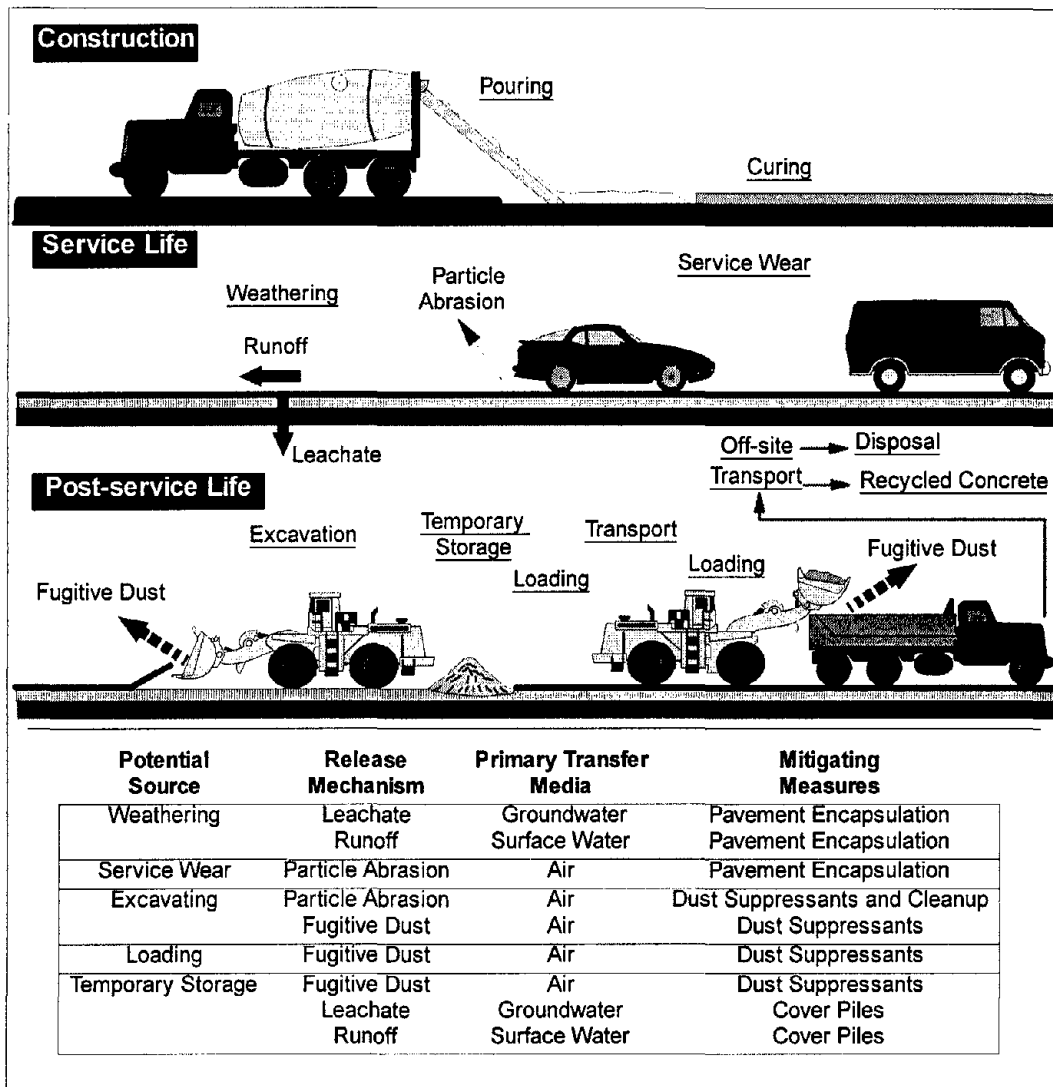 Construction
Pouring
Curing
Service Life
Service Wear
Particle
Abrasion
Weathering
Runoff
Leachate
Off-site
Disposal
Transport
Recycled Concrete
Post-service Life
Excavation
Temporary
Storage
Transport
Loading
Loading
Fugitive Dust
Fugitive Dust
Potential Source Release Mechanism Primary Transfer Media Mitigating Measures
Weathering Leachate Groundwater Pavement Encapsulation
Runoff Surface Water Pavement Encapsulation
Service Wear Particle Abrasion Air Pavement Encapsulation
Excavating Particle Abrasion Air Dust Suppressants and Cleanup
Fugitive Dust Air Dust Suppressants
Loading Fugitive Dust Air Dust Suppressants
Temporary Storage Fugitive Dust Air Dust Suppressants
Leachate Groundwater Cover Piles
Runoff Surface Water Cover Piles